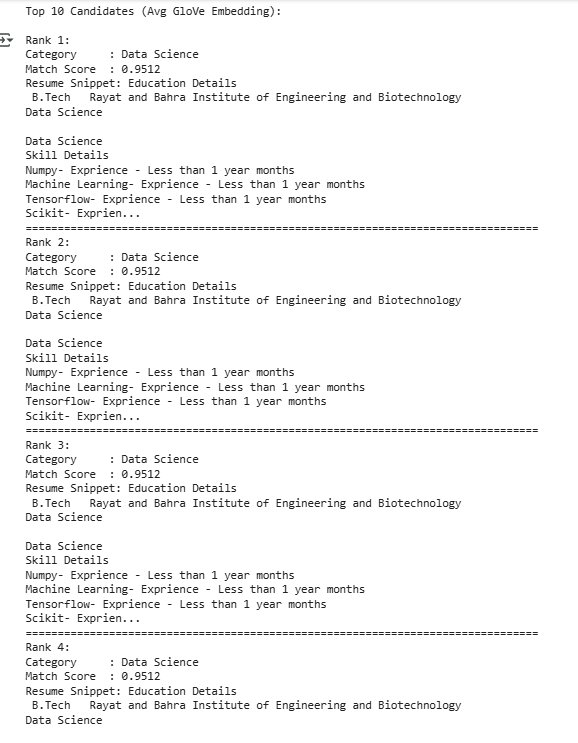 Top 10 Candidates (Avg GloVe Embedding):
Rank 1:
Category     : Data Science
Match Score  : 0.9512
Resume Snippet: Education Details
B.Tech   Rayat and Bahra Institute of Engineering and Biotechnology
Data Science
Data Science
Skill Details
Numpy- Exprience - Less than 1 year months
Machine Learning- Exprience - Less than 1 year months
Tensorflow- Exprience - Less than 1 year months
Scikit- Exprien...
================================================================================
Rank 2:
Category     : Data Science
Match Score  : 0.9512
Resume Snippet: Education Details
B.Tech   Rayat and Bahra Institute of Engineering and Biotechnology
Data Science
Data Science
Skill Details
Numpy- Exprience - Less than 1 year months
Machine Learning- Exprience - Less than 1 year months
Tensorflow- Exprience - Less than 1 year months
Scikit- Exprien...
================================================================================
Rank 3:
Category     : Data Science
Match Score  : 0.9512
Resume Snippet: Education Details
B.Tech   Rayat and Bahra Institute of Engineering and Biotechnology
Data Science
Data Science
Skill Details
Numpy- Exprience - Less than 1 year months
Machine Learning- Exprience - Less than 1 year months
Tensorflow- Exprience - Less than 1 year months
Scikit- Exprien...
================================================================================
Rank 4:
Category     : Data Science
Match Score  : 0.9512
Resume Snippet: Education Details
B.Tech   Rayat and Bahra Institute of Engineering and Biotechnology
Data Science